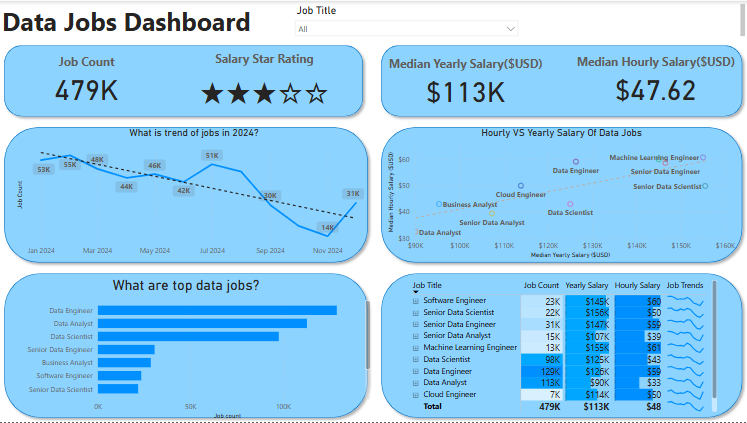 Data Jobs Dashboard
Job Title
All
Job Count
479K
Salary Star Rating
★★★☆☆
Median Yearly Salary($USD)
$113K
Median Hourly Salary($USD)
$47.62
What is trend of jobs in 2024?
Job Count
53K
55K
48K
44K
46K
42K
51K
30K
14K
31K
Jan 2024 Mar 2024 May 2024 Jul 2024 Sep 2024 Nov 2024
Hourly VS Yearly Salary Of Data Jobs
Median Hourly Salary ($USD)
$60
$50
$40
$30
Machine Learning Engineer
Data Engineer
Senior Data Engineer
Cloud Engineer
Senior Data Scientist
Business Analyst
Data Scientist
Senior Data Analyst
Data Analyst
$90K $100K $110K $120K $130K $140K $150K $160K
Median Yearly Salary ($USD)
What are top data jobs?
Data Engineer
Data Analyst
Data Scientist
Senior Data Engineer
Business Analyst
Software Engineer
Senior Data Scientist
0K 50K 100K
Job count
Job Title Job Count Yearly Salary Hourly Salary Job Trends
Software Engineer 23K $145K $60
Senior Data Scientist 22K $156K $50
Senior Data Engineer 31K $147K $59
Senior Data Analyst 15K $107K $39
Machine Learning Engineer 13K $155K $61
Data Scientist 98K $125K $43
Data Engineer 129K $126K $59
Data Analyst 113K $90K $33
Cloud Engineer 7K $114K $50
Total 479K $113K $48